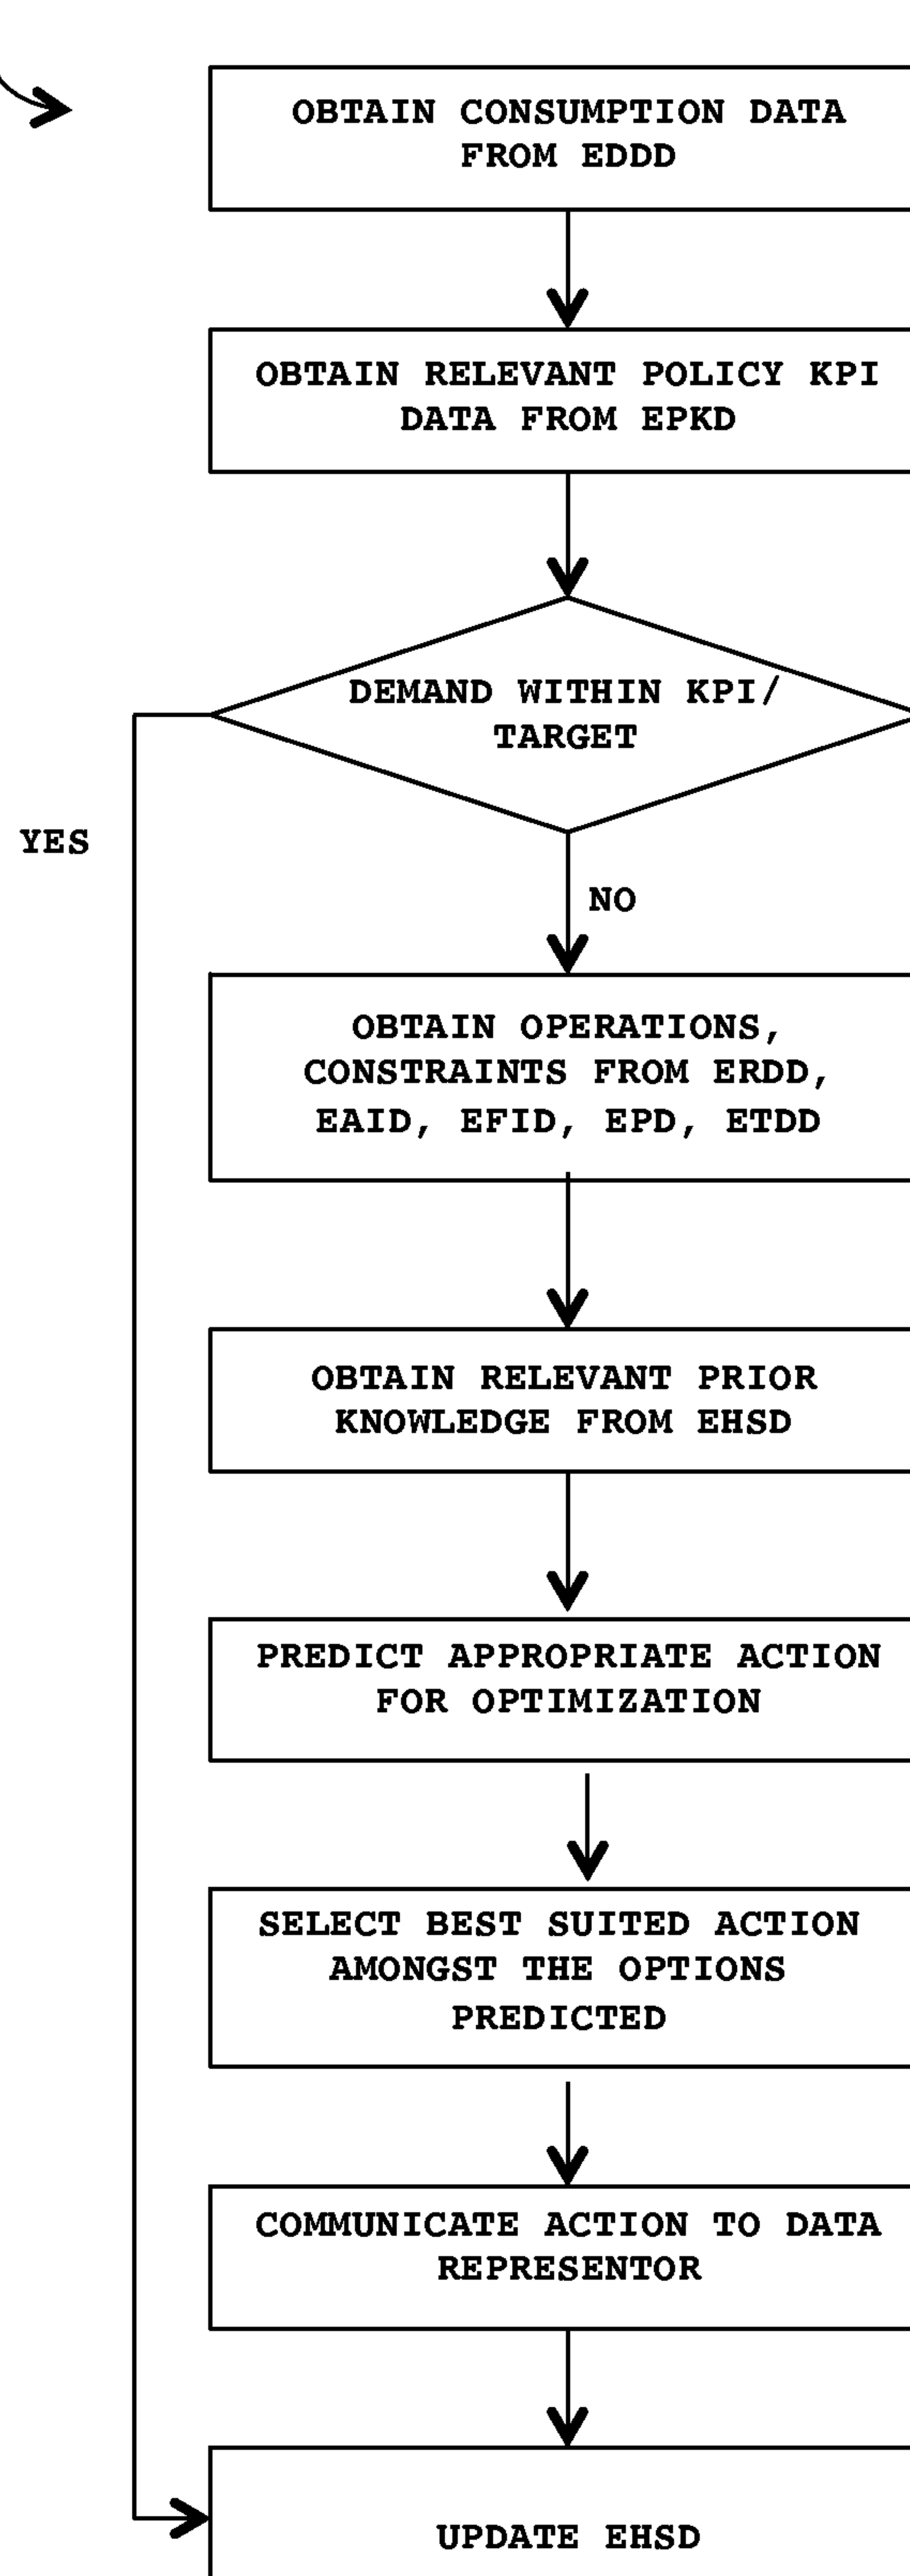 OBTAIN CONSUMPTION DATA
FROM EDDD
OBTAIN RELEVANT POLICY KPI
DATA FROM EPKD
DEMAND WITHIN KPI/
TARGET
YES
NO
OBTAIN OPERATIONS,
CONSTRAINTS FROM ERDD,
EAID, EFID, EPD, ETDD
OBTAIN RELEVANT PRIOR
KNOWLEDGE FROM EHSD
PREDICT APPROPRIATE ACTION
FOR OPTIMIZATION
SELECT BEST SUITED ACTION
AMONGST THE OPTIONS
PREDICTED
COMMUNICATE ACTION TO DATA
REPRESENTOR
UPDATE EHSD